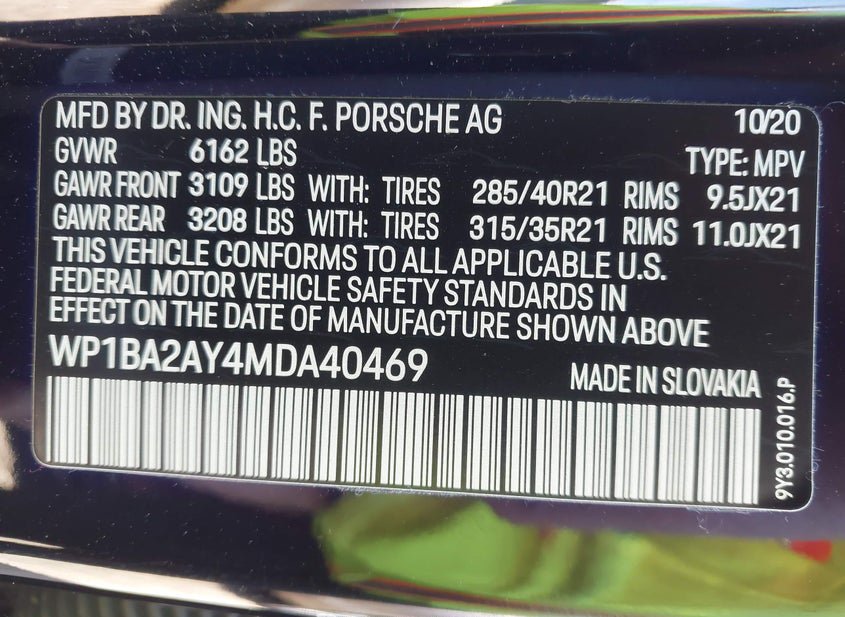 MFD BY DR. ING. H.C. F. PORSCHE AG 10/20
GVWR 6162 LBS TYPE: MPV
GAWR FRONT 3109 LBS WITH: TIRES 285/40R21 RIMS 9.5JX21
GAWR REAR 3208 LBS WITH: TIRES 315/35R21 RIMS 11.0JX21
THIS VEHICLE CONFORMS TO ALL APPLICABLE U.S.
FEDERAL MOTOR VEHICLE SAFETY STANDARDS IN
EFFECT ON THE DATE OF MANUFACTURE SHOWN ABOVE
WP1BA2AY4MDA40469 MADE IN SLOVAKIA
9Y3.010.016.P